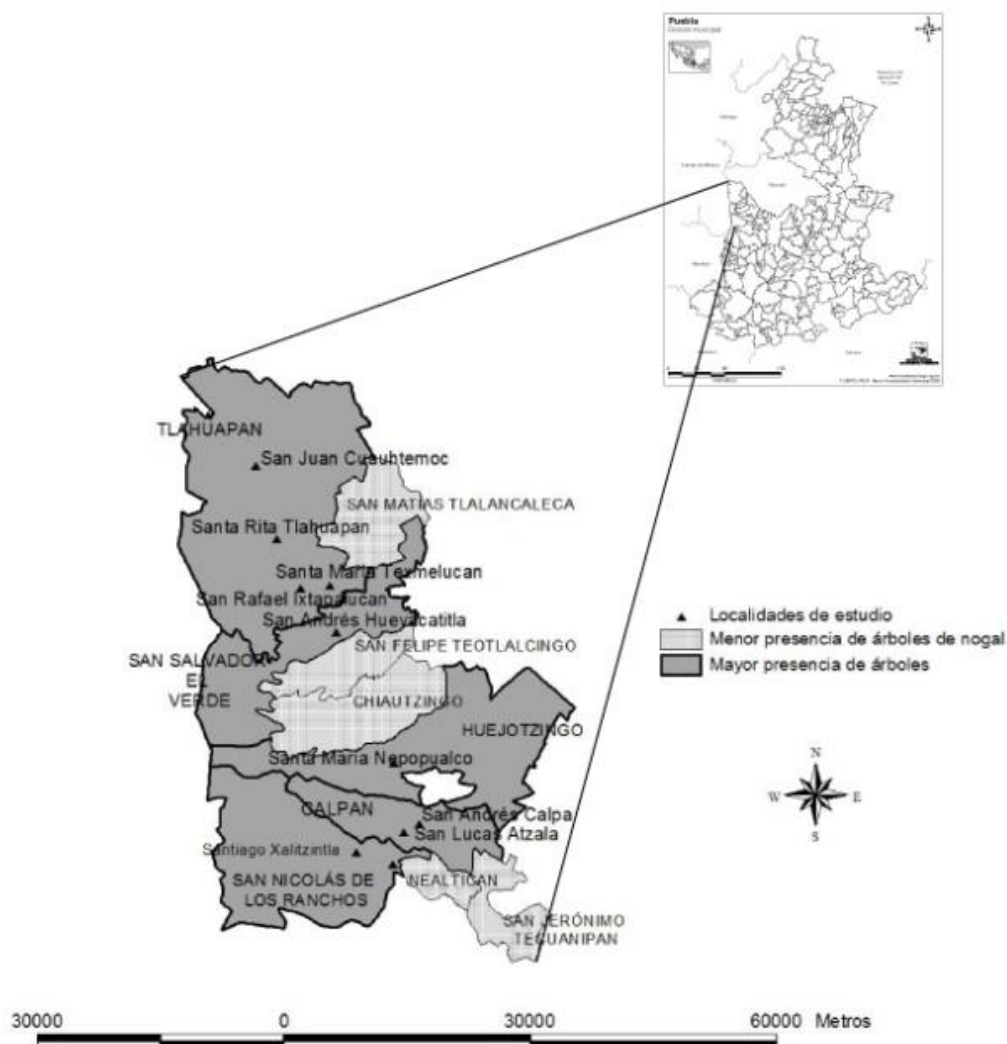 Puebla
TLAHUAPAN
San Juan Cuauhtemoc
SAN MATIAS TLALANCALECA
Santa Rita Tlahuapan
Santa Maria Texmelucan
San Rafael Ixtapalucan
San Andrés Hueyacatitla
SAN FELIPE TEOTLALCINGO
SAN SALVADOR
EL
VERDE
CHIAUTZINGO
HUEJOTZINGO
Santa Maria Nepopualco
CALPAN
San Andrés Calpa
San Lucas Atzala
Santiago Xalitzintla
NEALTICAN
SAN NICOLÁS DE
LOS RANCHOS
SAN JERÓNIMO
TECUANIPAN
Localidades de estudio
Menor presencia de árboles de nogal
Mayor presencia de árboles
N
W E
S
30000 0 30000 60000 Metros